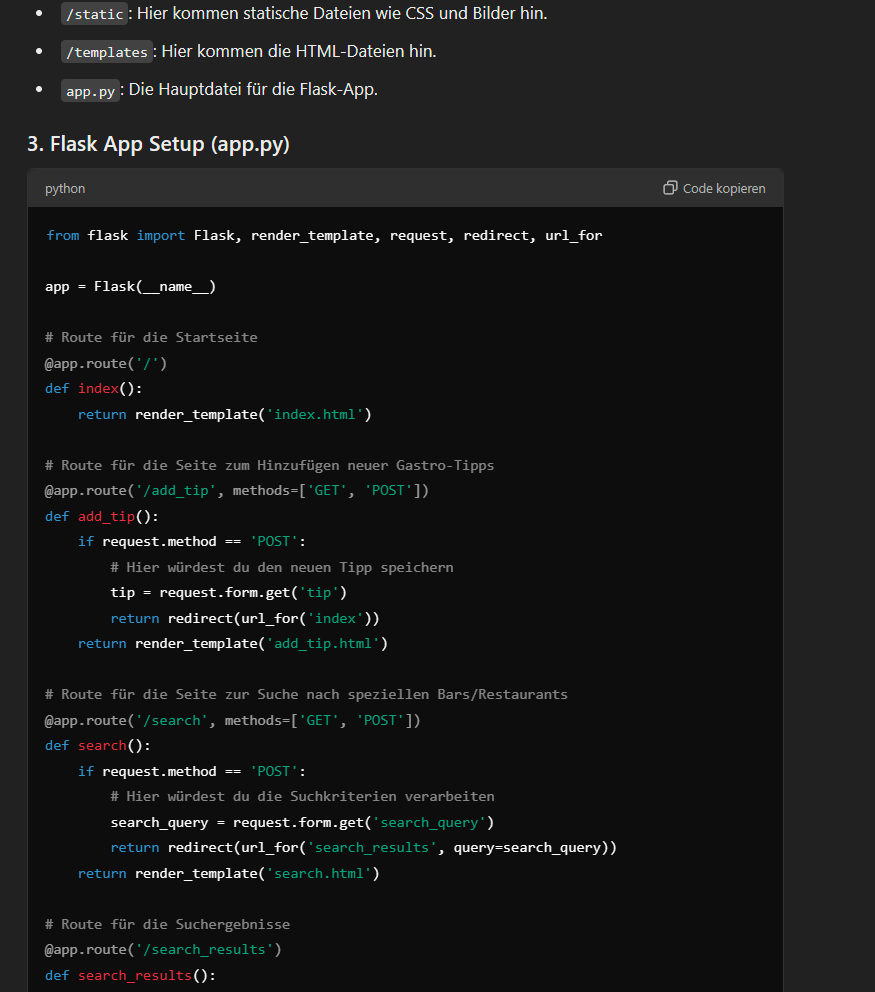 /static: Hier kommen statische Dateien wie CSS und Bilder hin.
/templates: Hier kommen die HTML-Dateien hin.
app.py: Die Hauptdatei für die Flask-App.
3. Flask App Setup (app.py)
python
Code kopieren
from flask import Flask, render_template, request, redirect, url_for
app = Flask(__name__)
# Route für die Startseite
@app.route('/')
def index():
    return render_template('index.html')
# Route für die Seite zum Hinzufügen neuer Gastro-Tipps
@app.route('/add_tip', methods=['GET', 'POST'])
def add_tip():
    if request.method == 'POST':
        # Hier würdest du den neuen Tipp speichern
        tip = request.form.get('tip')
        return redirect(url_for('index'))
    return render_template('add_tip.html')
# Route für die Seite zur Suche nach speziellen Bars/Restaurants
@app.route('/search', methods=['GET', 'POST'])
def search():
    if request.method == 'POST':
        # Hier würdest du die Suchkriterien verarbeiten
        search_query = request.form.get('search_query')
        return redirect(url_for('search_results', query=search_query))
    return render_template('search.html')
# Route für die Suchergebnisse
@app.route('/search_results')
def search_results():